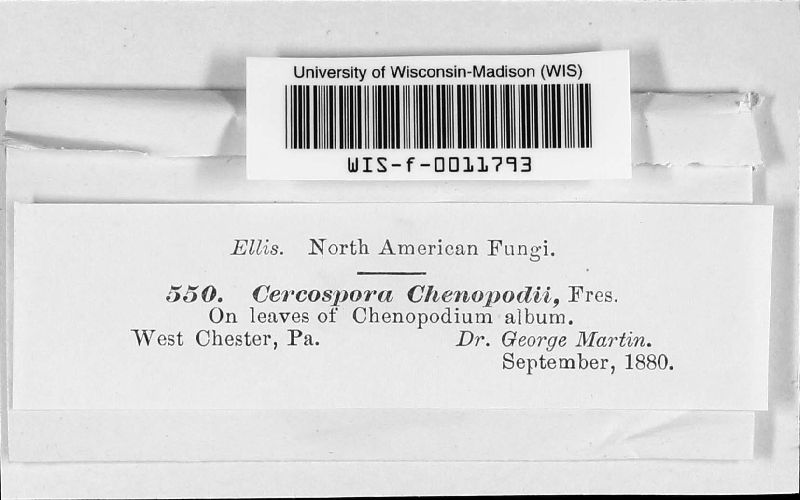 University of Wisconsin-Madison (WIS)
WIS-f-0011793
Ellis. North American Fungi.
550. Cercospora Chenopodii, Fres.
On leaves of Chenopodium album.
West Chester, Pa. Dr. George Martin.
September, 1880.